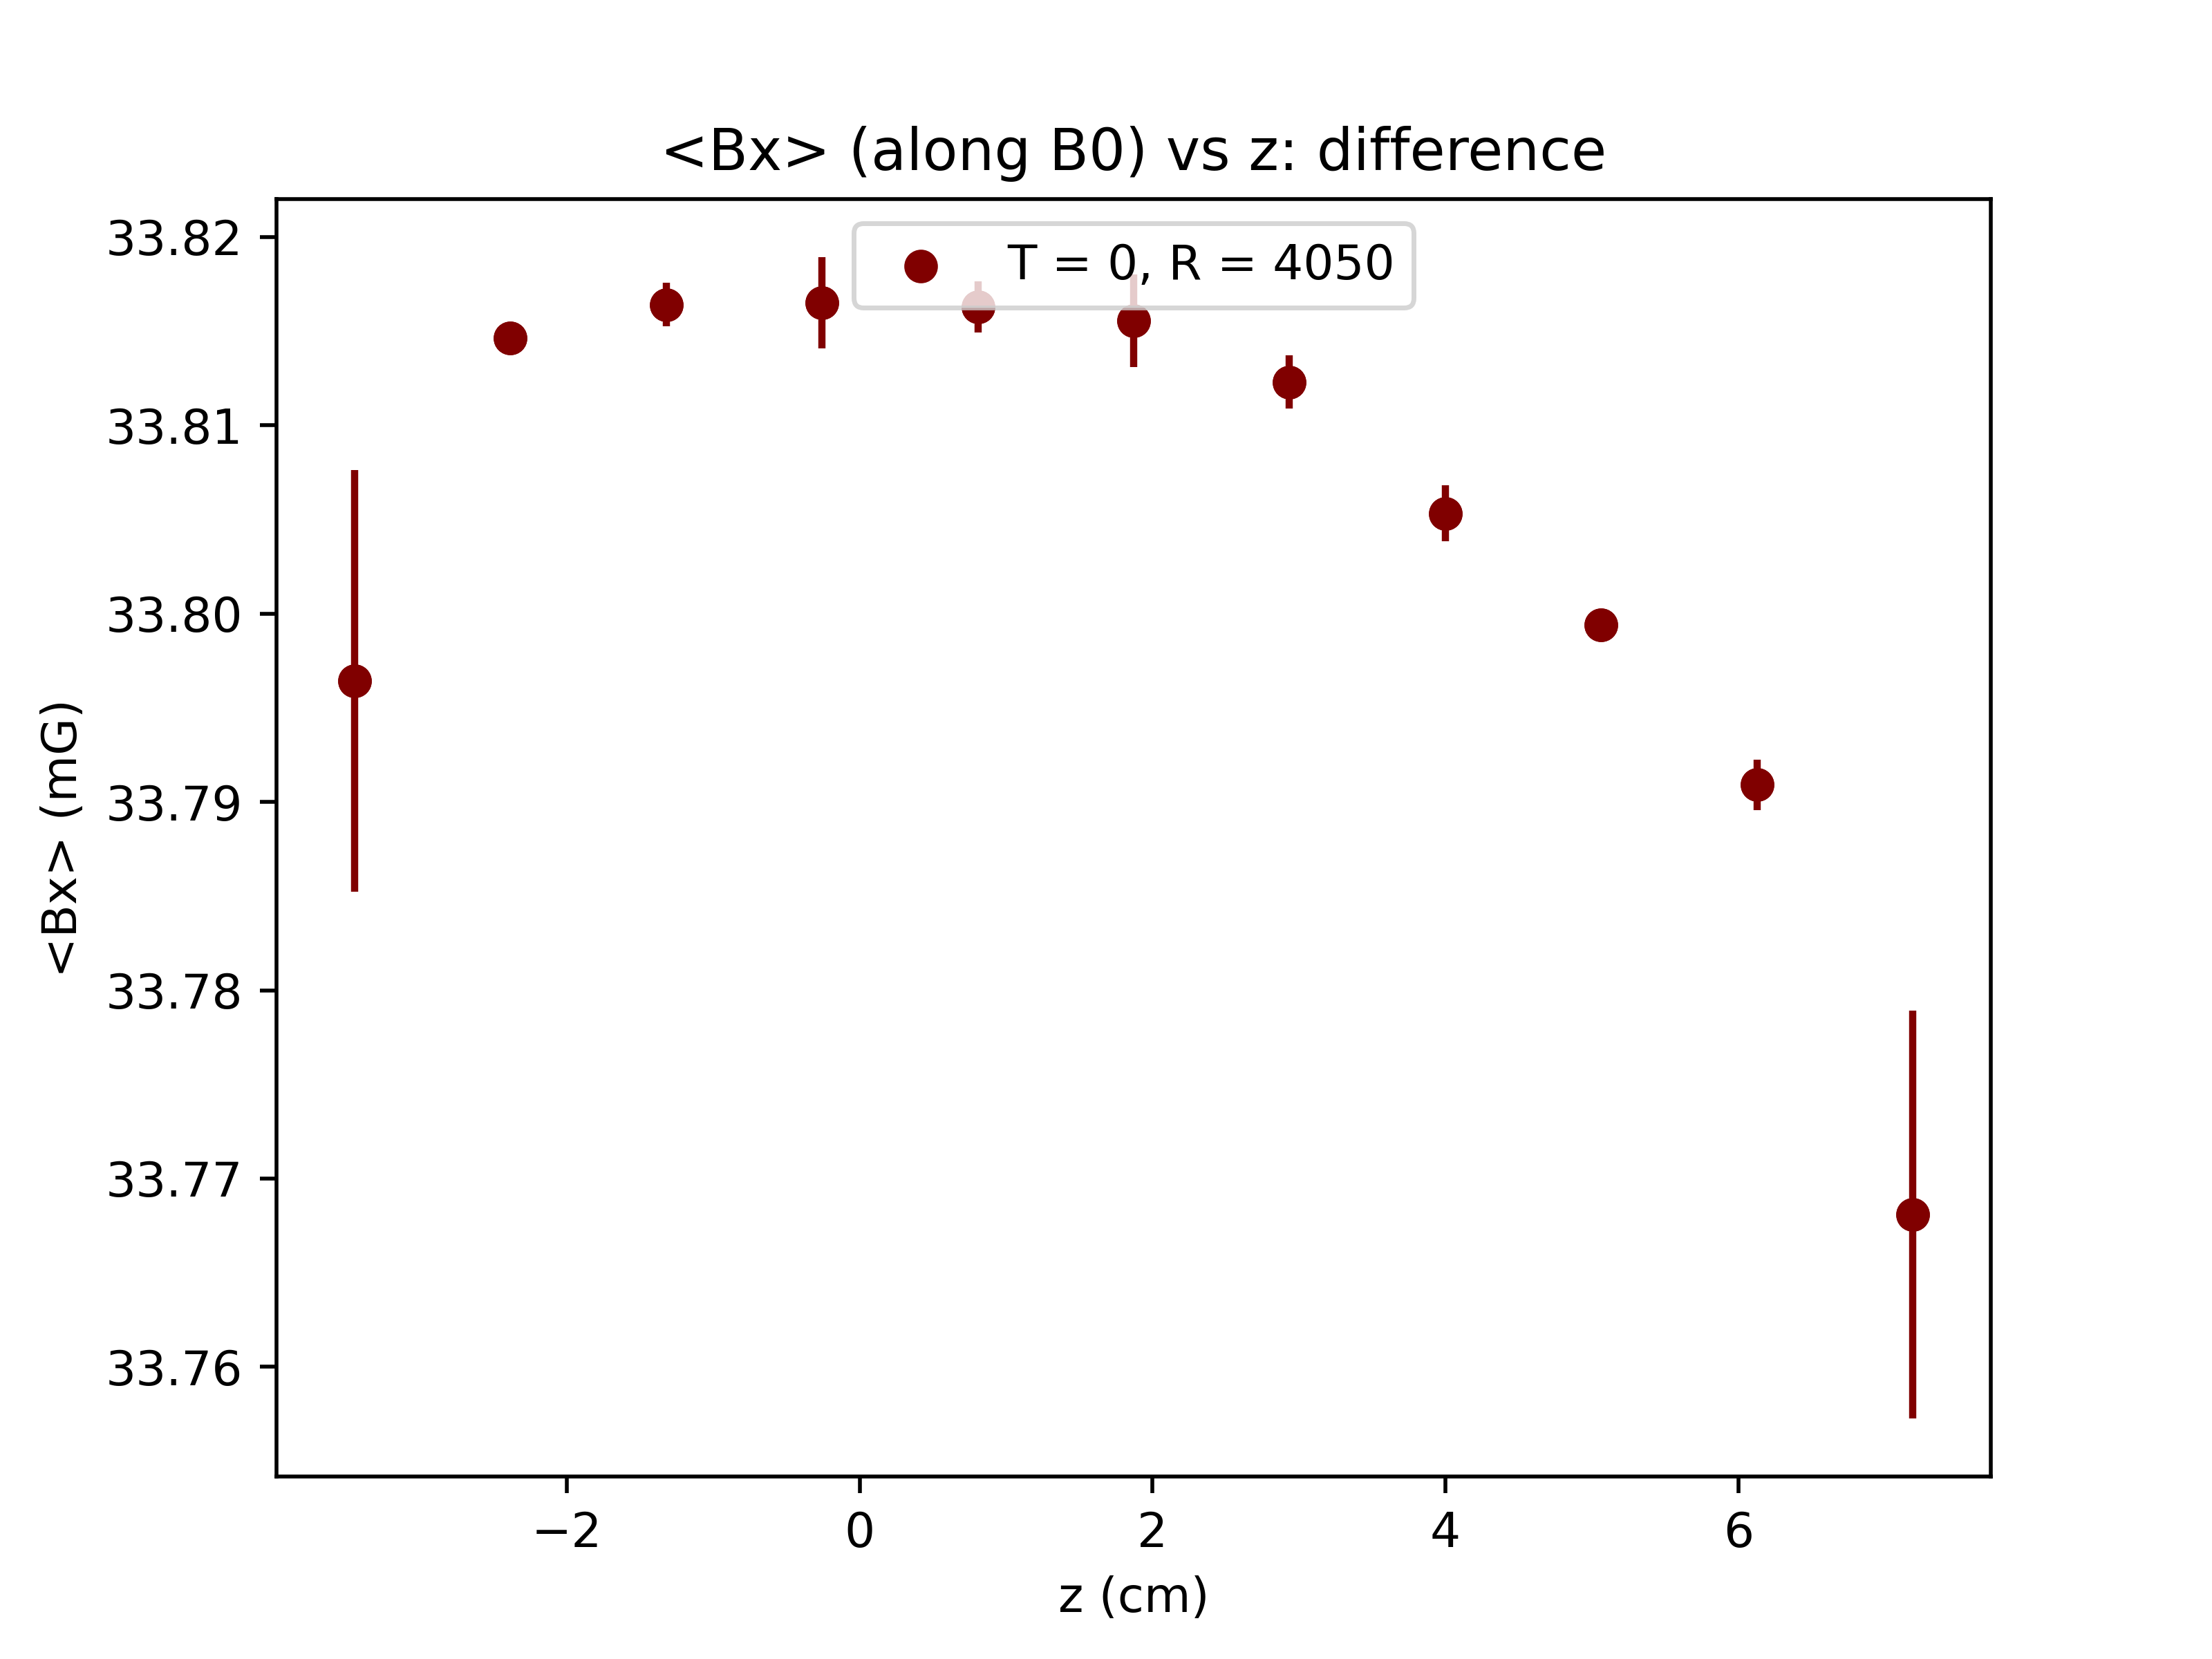 <Bx> (along B0) vs z: difference
T = 0, R = 4050
33.82
33.81
33.80
33.79
33.78
33.77
33.76
<Bx> (mG)
−2 0 2 4 6
z (cm)